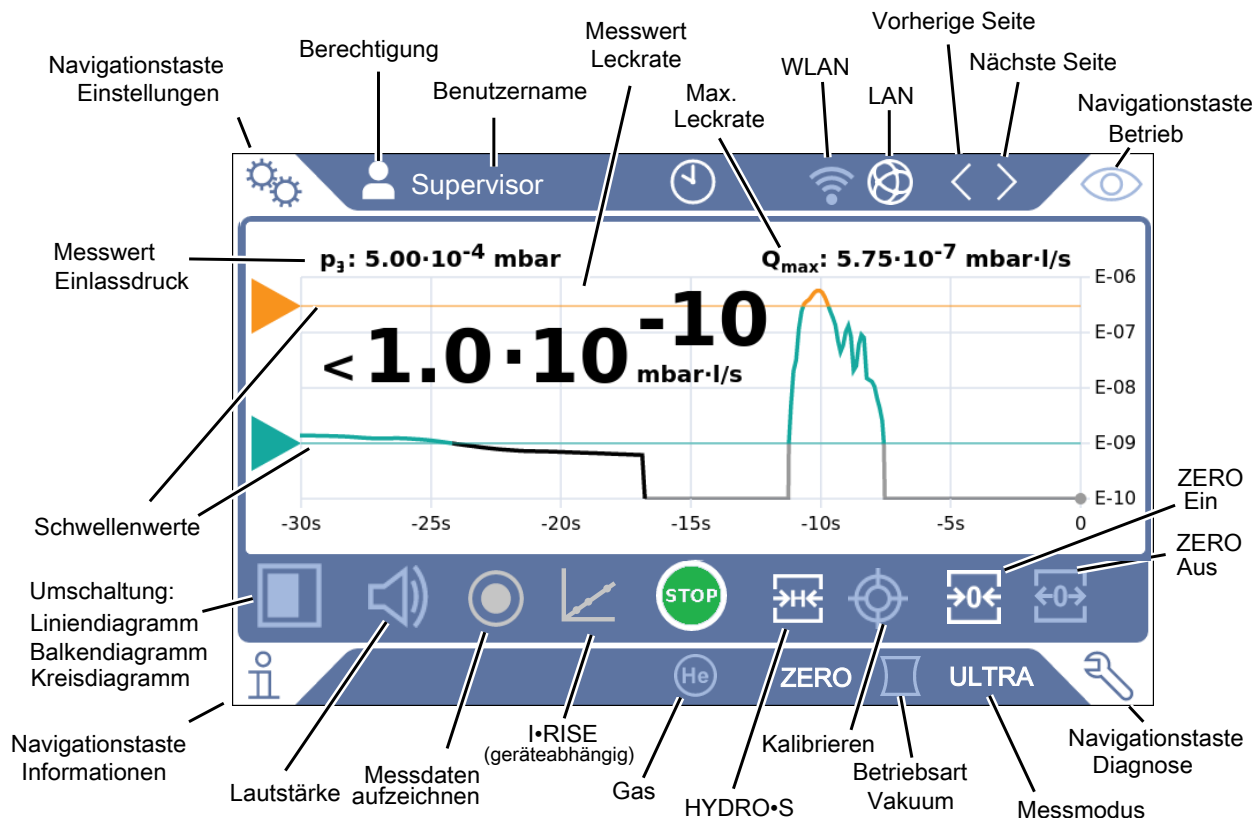 Vorherige Seite
Nächste Seite
Messwert
Leckrate
Berechtigung
WLAN
Navigationstaste
Einstellungen
Benutzername
Max.
Leckrate
LAN
Navigationstaste
Betrieb
Supervisor
Messwert
Einlassdruck
p₃: 5.00·10⁻⁴ mbar
Qmax: 5.75·10⁻⁷ mbar·l/s
E-06
<1.0·10⁻¹⁰
mbar·l/s
E-07
E-08
E-09
E-10
-30s
-25s
-20s
-15s
-10s
-5s
0
Schwellenwerte
ZERO
Ein
ZERO
Aus
Umschaltung:
Liniendiagramm
Balkendiagramm
Kreisdiagramm
STOP
→H←
→0←
←0→
He
ZERO
ULTRA
Navigationstaste
Informationen
Lautstärke
Messdaten
aufzeichnen
I•RISE
(geräteabhängig)
Gas
HYDRO•S
Kalibrieren
Betriebsart
Vakuum
Messmodus
Navigationstaste
Diagnose